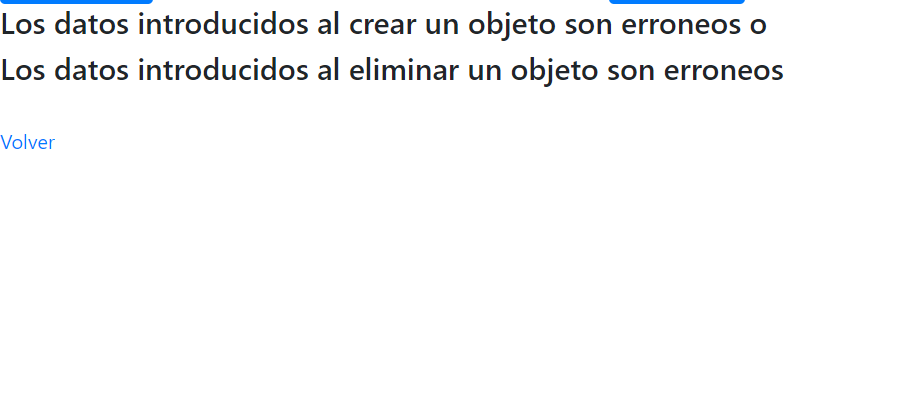 Los datos introducidos al crear un objeto son erroneos o
Los datos introducidos al eliminar un objeto son erroneos
Volver